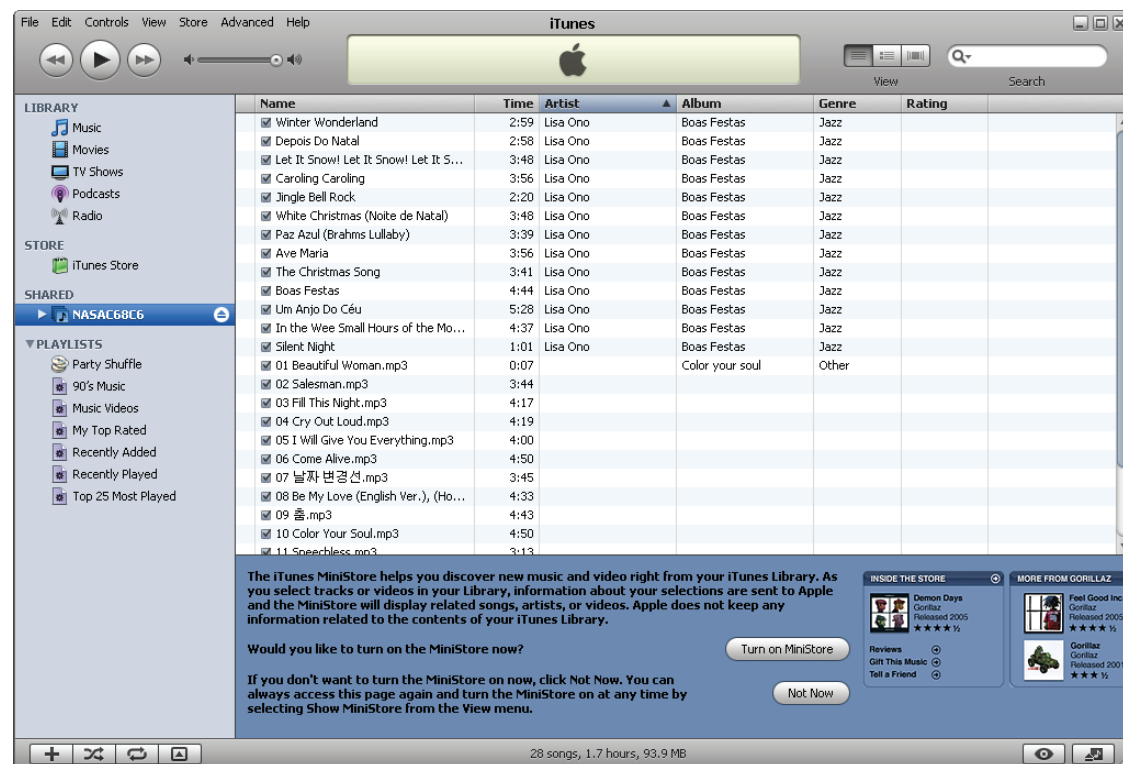 File Edit Controls View Store Advanced Help
iTunes
View
Search
LIBRARY
Music
Movies
TV Shows
Podcasts
Radio
STORE
iTunes Store
SHARED
NASAC68C6
PLAYLISTS
Party Shuffle
90's Music
Music Videos
My Top Rated
Recently Added
Recently Played
Top 25 Most Played
Name Time Artist Album Genre Rating
Winter Wonderland 2:59 Lisa Ono Boas Festas Jazz
Depois Do Natal 2:58 Lisa Ono Boas Festas Jazz
Let It Snow! Let It Snow! Let It S... 3:48 Lisa Ono Boas Festas Jazz
Caroling Caroling 3:56 Lisa Ono Boas Festas Jazz
Jingle Bell Rock 2:20 Lisa Ono Boas Festas Jazz
White Christmas (Noite de Natal) 3:48 Lisa Ono Boas Festas Jazz
Paz Azul (Brahms Lullaby) 3:39 Lisa Ono Boas Festas Jazz
Ave Maria 3:56 Lisa Ono Boas Festas Jazz
The Christmas Song 3:41 Lisa Ono Boas Festas Jazz
Boas Festas 4:44 Lisa Ono Boas Festas Jazz
Um Anjo Do Céu 5:28 Lisa Ono Boas Festas Jazz
In the Wee Small Hours of the Mo... 4:37 Lisa Ono Boas Festas Jazz
Silent Night 1:01 Lisa Ono Boas Festas Jazz
01 Beautiful Woman.mp3 0:07 Color your soul Other
02 Salesman.mp3 3:44
03 Fill This Night.mp3 4:17
04 Cry Out Loud.mp3 4:19
05 I Will Give You Everything.mp3 4:00
06 Come Alive.mp3 4:50
07 날짜 변경선.mp3 3:45
08 Be My Love (English Ver.), (Ho... 4:33
09 춤.mp3 4:43
10 Color Your Soul.mp3 4:50
11 Speechless.mp3 3:13
The iTunes MiniStore helps you discover new music and video right from your iTunes Library. As
you select tracks or videos in your Library, information about your selections are sent to Apple
and the MiniStore will display related songs, artists, or videos. Apple does not keep any
information related to the contents of your iTunes Library.
Would you like to turn on the MiniStore now?
Turn on MiniStore
If you don't want to turn the MiniStore on now, click Not Now. You can
always access this page again and turn the MiniStore on at any time by
selecting Show MiniStore from the View menu.
Not Now
INSIDE THE STORE
Demon Days
Gorillaz
Released 2005
Reviews
Gift This Music
Tell a Friend
MORE FROM GORILLAZ
Feel Good Inc
Gorillaz
Released 2005
Gorillaz
Gorillaz
Released 2001
28 songs, 1.7 hours, 93.9 MB